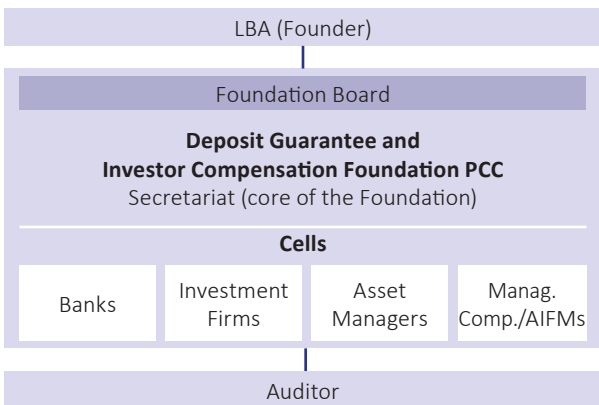 LBA (Founder)
Foundation Board
Deposit Guarantee and
Investor Compensation Foundation PCC
Secretariat (core of the Foundation)
Cells
Banks
Investment
Firms
Asset
Managers
Manag.
Comp./AIFMs
Auditor